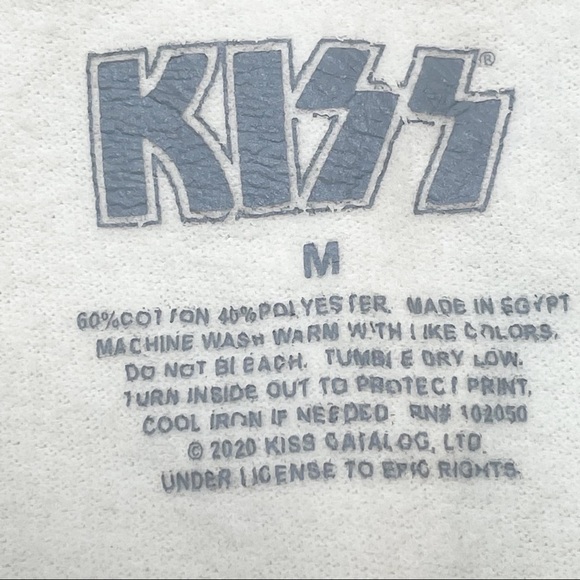 KISS®
M
60% COTTON 40% POLYESTER. MADE IN EGYPT
MACHINE WASH WARM WITH LIKE COLORS.
DO NOT BLEACH. TUMBLE DRY LOW.
TURN INSIDE OUT TO PROTECT PRINT.
COOL IRON IF NEEDED. RN# 102050
© 2020 KISS CATALOG, LTD.
UNDER LICENSE TO EPIC RIGHTS.